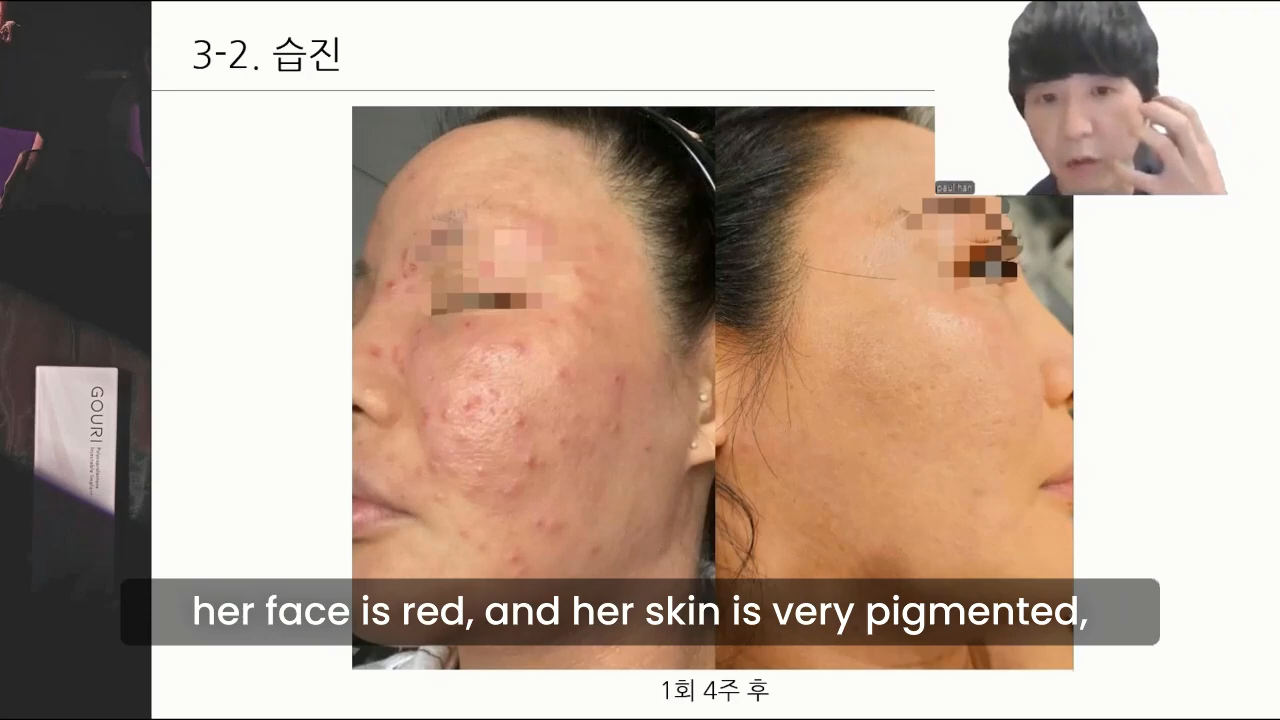 3-2. 습진
paul han
GOURI
her face is red, and her skin is very pigmented,
1회 4주 후